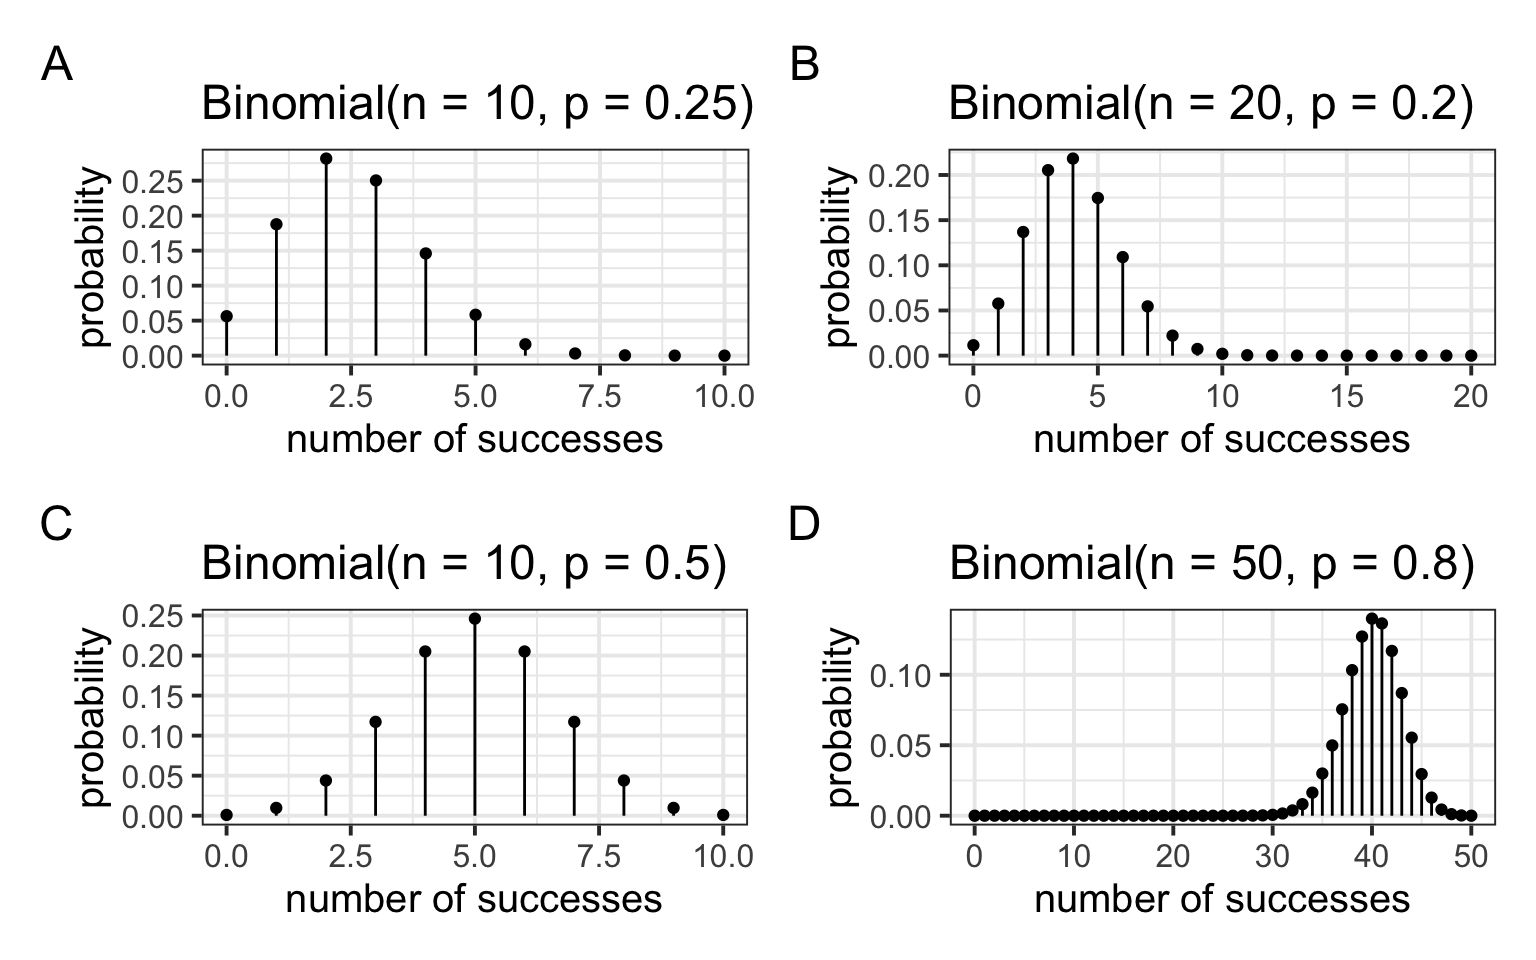 A
Binomial(n = 10, p = 0.25)
probability
0.25
0.20
0.15
0.10
0.05
0.00
0.0 2.5 5.0 7.5 10.0
number of successes
B
Binomial(n = 20, p = 0.2)
probability
0.20
0.15
0.10
0.05
0.00
0 5 10 15 20
number of successes
C
Binomial(n = 10, p = 0.5)
probability
0.25
0.20
0.15
0.10
0.05
0.00
0.0 2.5 5.0 7.5 10.0
number of successes
D
Binomial(n = 50, p = 0.8)
probability
0.10
0.05
0.00
0 10 20 30 40 50
number of successes